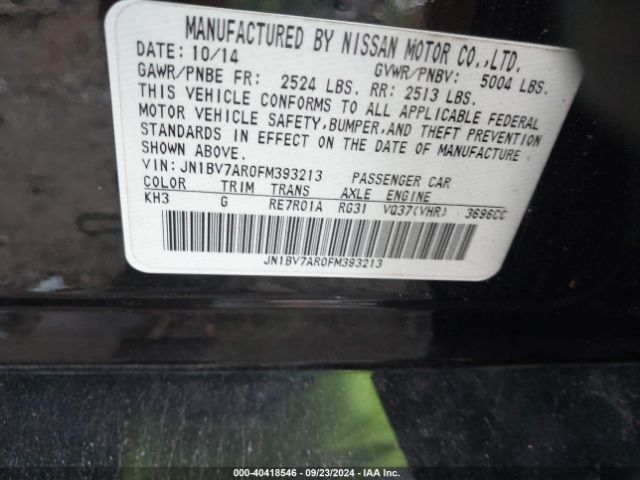 MANUFACTURED BY NISSAN MOTOR CO.,LTD.
DATE: 10/14 GVWR/PNBV: 5004 LBS.
GAWR/PNBE FR: 2524 LBS. RR: 2513 LBS.
THIS VEHICLE CONFORMS TO ALL APPLICABLE FEDERAL
MOTOR VEHICLE SAFETY,BUMPER,AND THEFT PREVENTION
STANDARDS IN EFFECT ON THE DATE OF MANUFACTURE
SHOWN ABOVE.
VIN: JN1BV7AR0FM393213 PASSENGER CAR
COLOR TRIM TRANS AXLE ENGINE
KH3 G RE7R01A RG31 VQ37(VHR) 3696CC
JN1BV7AR0FM393213
000-40418546 - 09/23/2024 - IAA Inc.